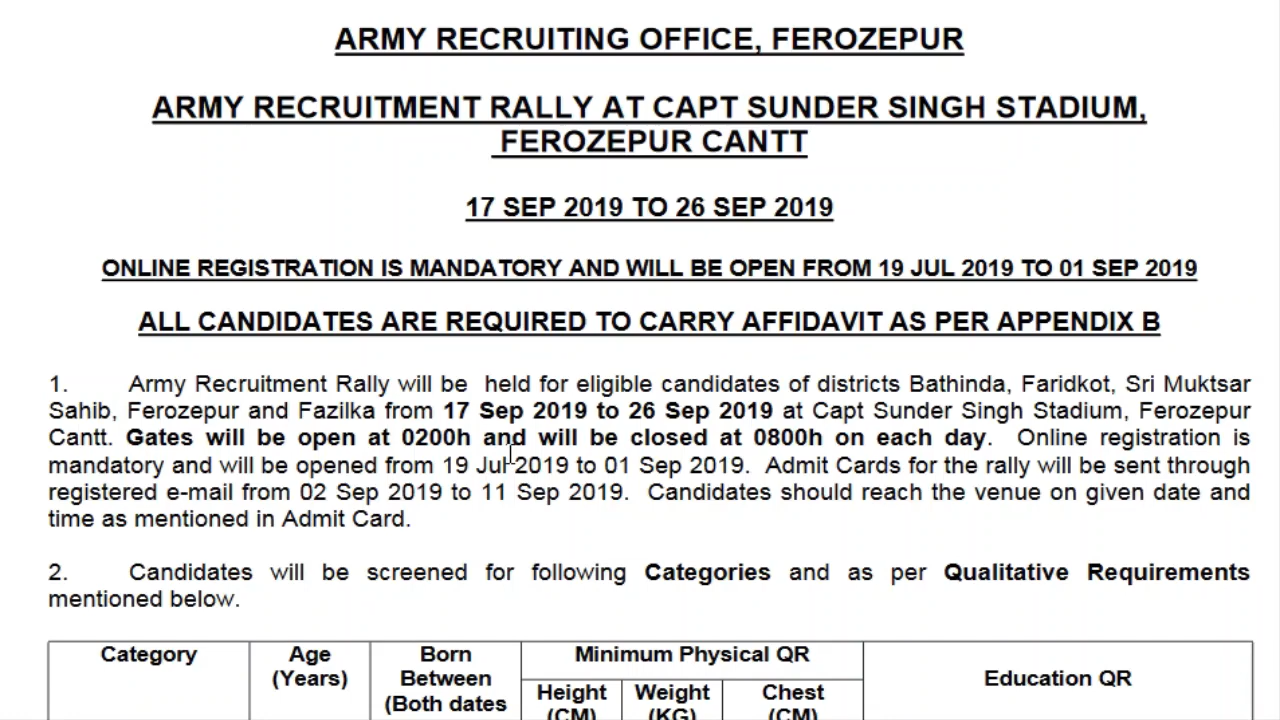 ARMY RECRUITING OFFICE, FEROZEPUR
ARMY RECRUITMENT RALLY AT CAPT SUNDER SINGH STADIUM,
FEROZEPUR CANTT
17 SEP 2019 TO 26 SEP 2019
ONLINE REGISTRATION IS MANDATORY AND WILL BE OPEN FROM 19 JUL 2019 TO 01 SEP 2019
ALL CANDIDATES ARE REQUIRED TO CARRY AFFIDAVIT AS PER APPENDIX B
1. Army Recruitment Rally will be held for eligible candidates of districts Bathinda, Faridkot, Sri Muktsar
Sahib, Ferozepur and Fazilka from 17 Sep 2019 to 26 Sep 2019 at Capt Sunder Singh Stadium, Ferozepur
Cantt. Gates will be open at 0200h and will be closed at 0800h on each day. Online registration is
mandatory and will be opened from 19 Jul 2019 to 01 Sep 2019. Admit Cards for the rally will be sent through
registered e-mail from 02 Sep 2019 to 11 Sep 2019. Candidates should reach the venue on given date and
time as mentioned in Admit Card.
2. Candidates will be screened for following Categories and as per Qualitative Requirements
mentioned below.
Category Age Born Minimum Physical QR
(Years) Between Education QR
(Both dates Height Weight Chest
(CM) (KG) (CM)